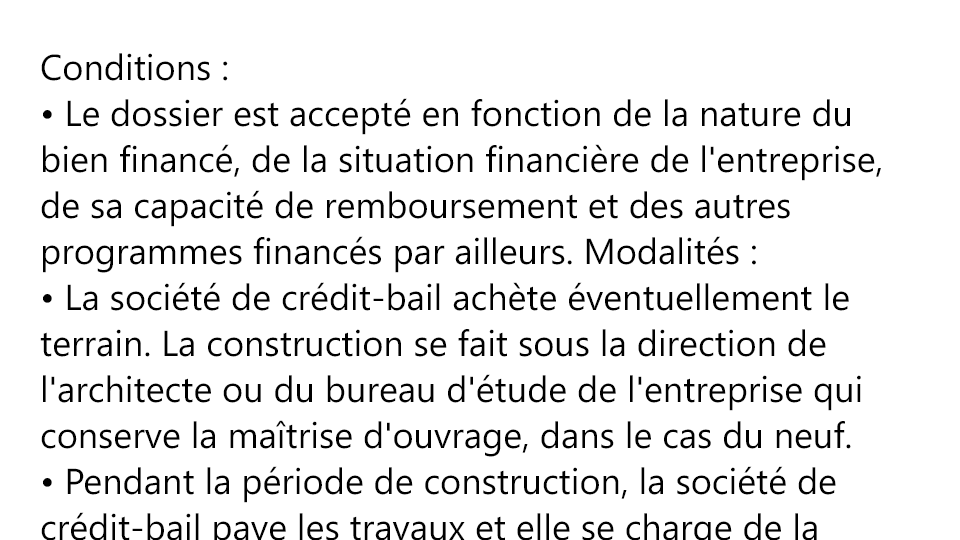 Conditions :
• Le dossier est accepté en fonction de la nature du
bien financé, de la situation financière de l'entreprise,
de sa capacité de remboursement et des autres
programmes financés par ailleurs. Modalités :
• La société de crédit-bail achète éventuellement le
terrain. La construction se fait sous la direction de
l'architecte ou du bureau d'étude de l'entreprise qui
conserve la maîtrise d'ouvrage, dans le cas du neuf.
• Pendant la période de construction, la société de
crédit-bail paye les travaux et elle se charge de la